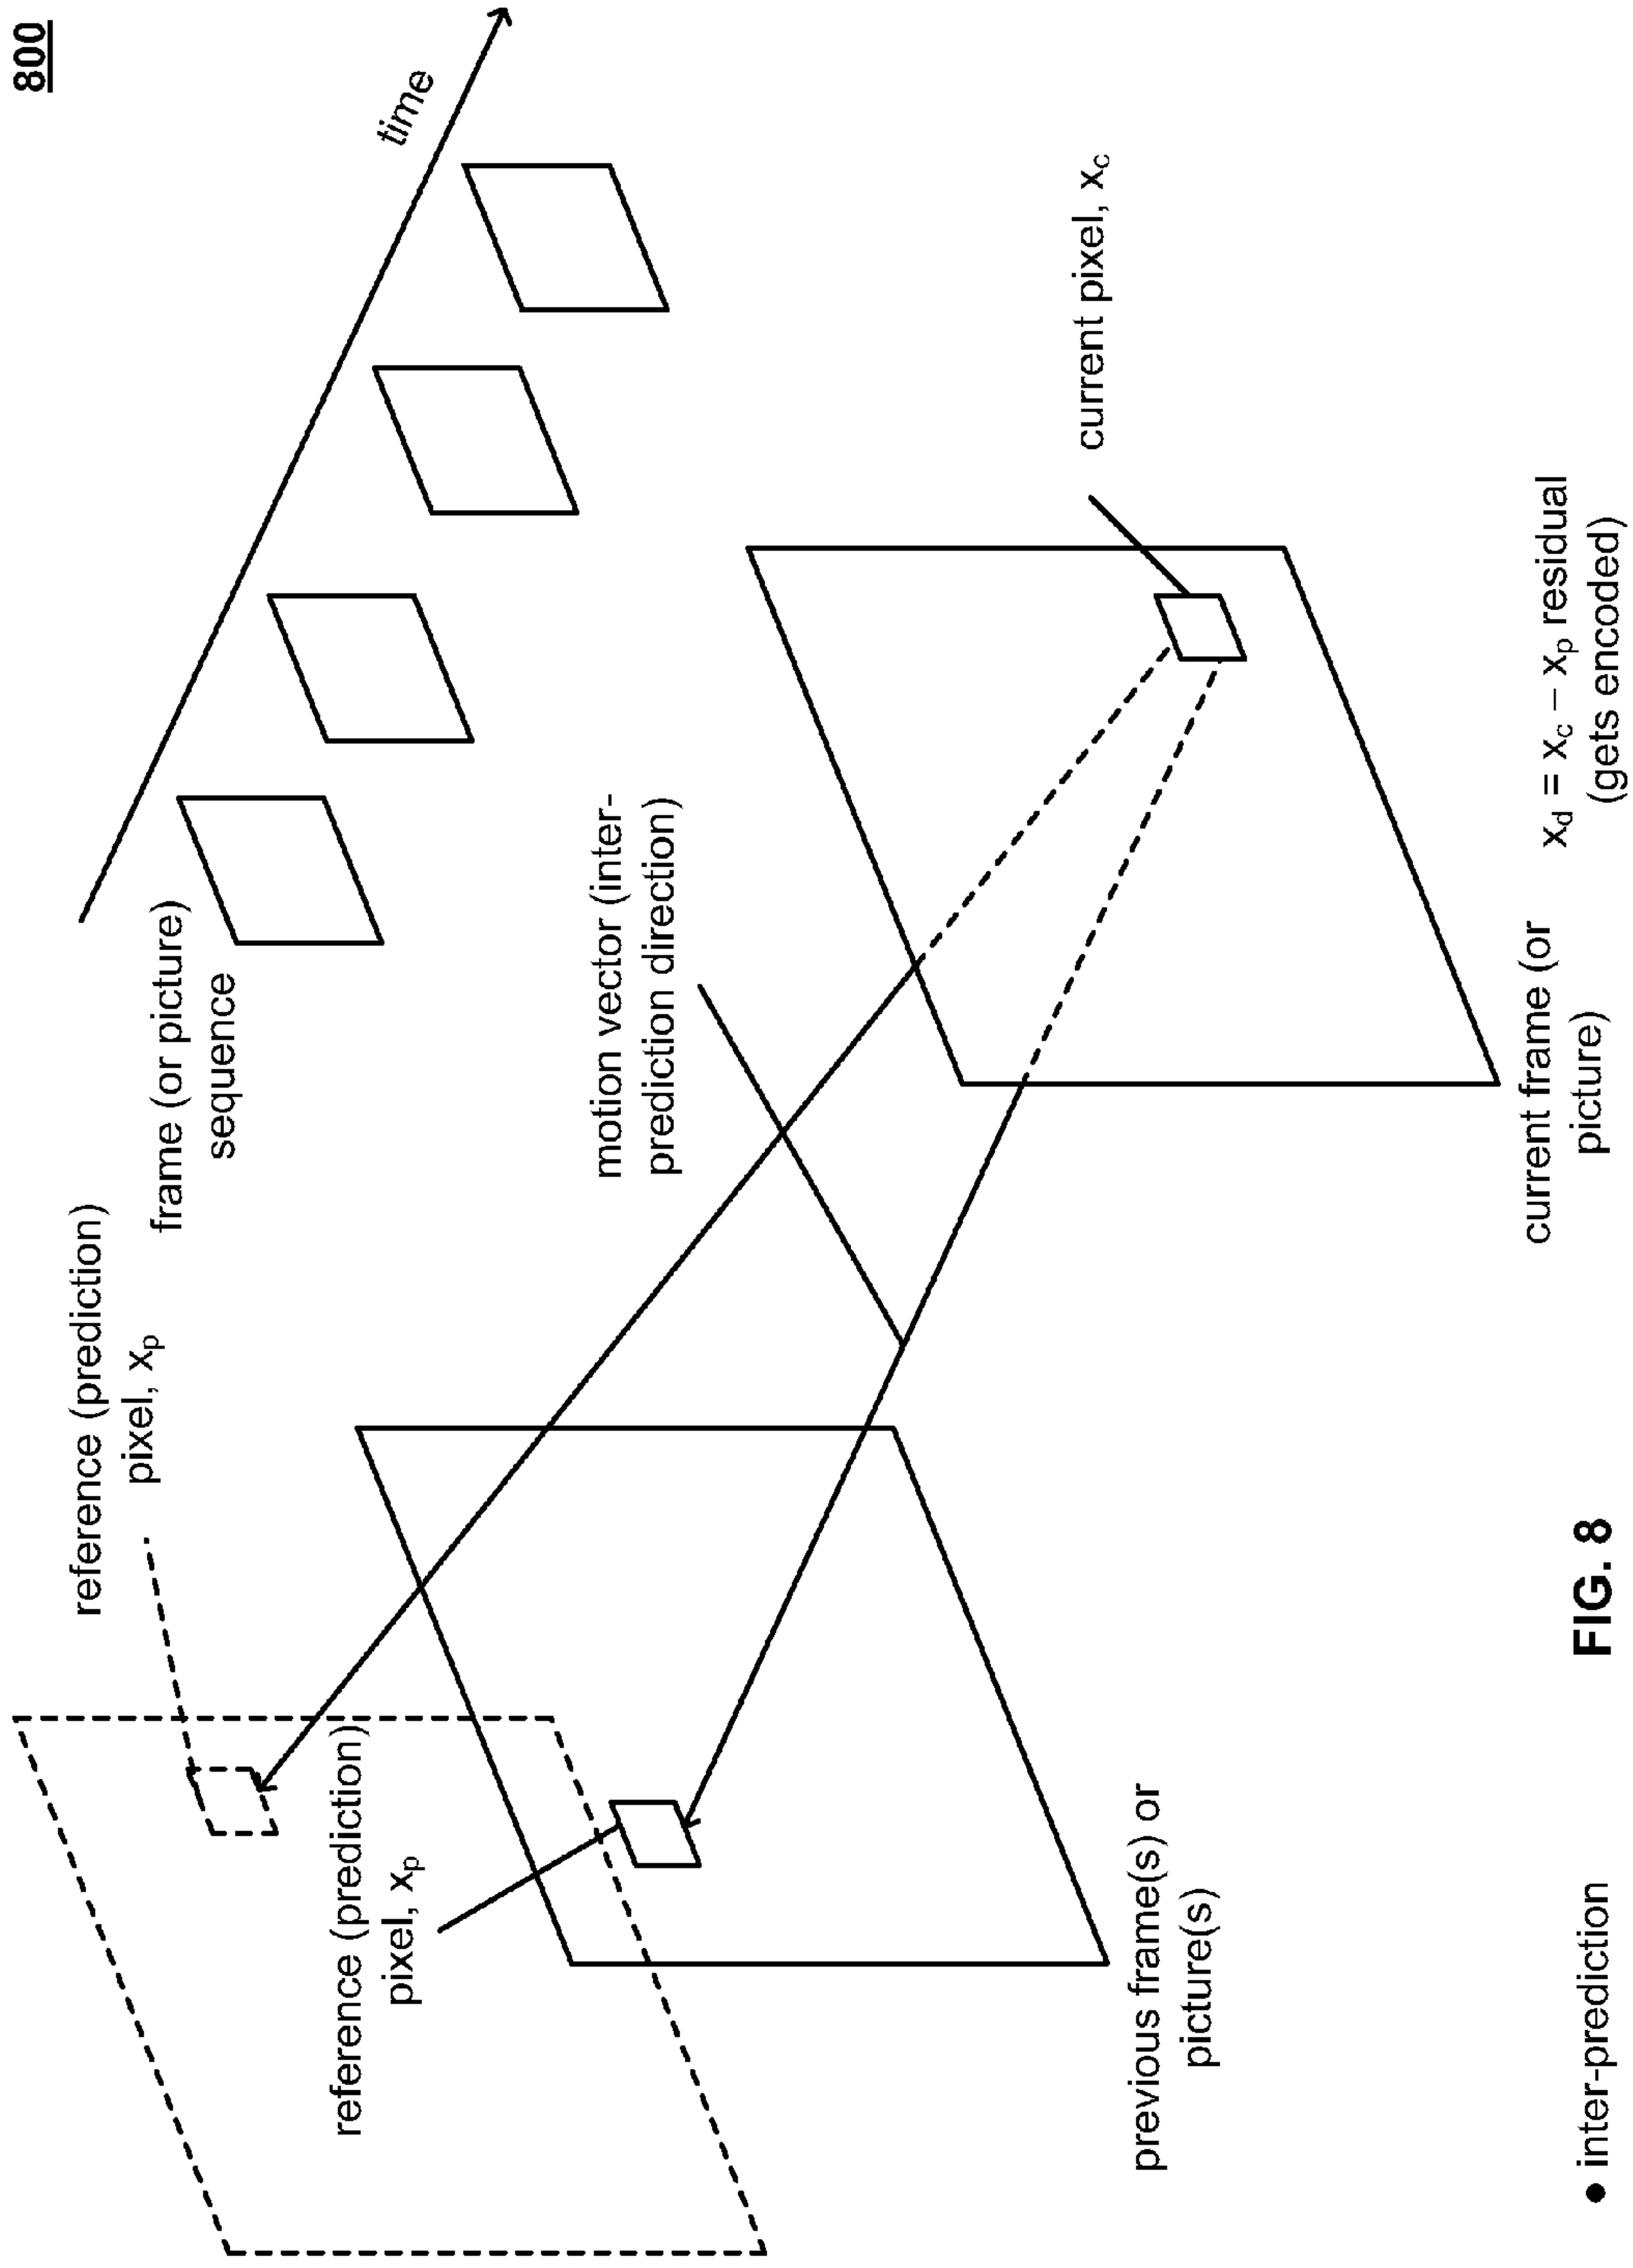 800
time
frame (or picture)
sequence
reference (prediction)
pixel, xp
reference (prediction)
pixel, xp
motion vector (inter-
prediction direction)
current pixel, xc
previous frame(s) or
picture(s)
current frame (or
picture)
xd = xc – xp residual
(gets encoded)
• inter-prediction
FIG. 8